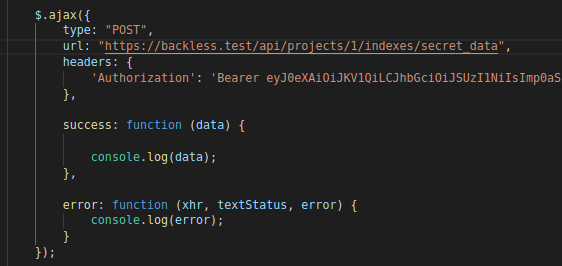 $.ajax({
type: "POST",
url: "https://backless.test/api/projects/1/indexes/secret_data",
headers: {
'Authorization': 'Bearer eyJ0eXAiOiJKV1QiLCJhbGciOiJSUzI1NiIsImp0aS
},
success: function (data) {
console.log(data);
},
error: function (xhr, textStatus, error) {
console.log(error);
}
});